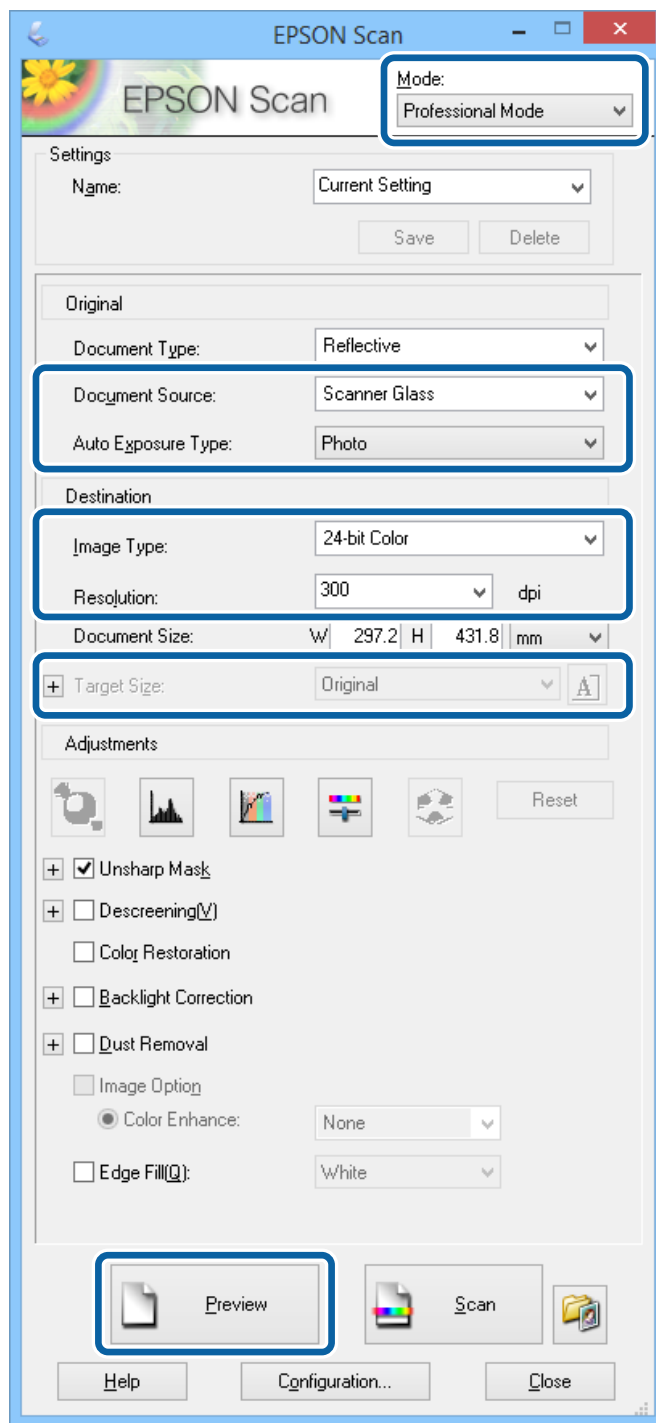 EPSON Scan
EPSON Scan
Mode:
Professional Mode
Settings
Name: Current Setting
Save Delete
Original
Document Type: Reflective
Document Source: Scanner Glass
Auto Exposure Type: Photo
Destination
Image Type: 24-bit Color
Resolution: 300 dpi
Document Size: W 297.2 H 431.8 mm
+ Target Size: Original A
Adjustments
Reset
+ Unsharp Mask
+ Descreening(V)
Color Restoration
+ Backlight Correction
+ Dust Removal
Image Option
Color Enhance: None
Edge Fill(Q): White
Preview Scan
Help Configuration... Close